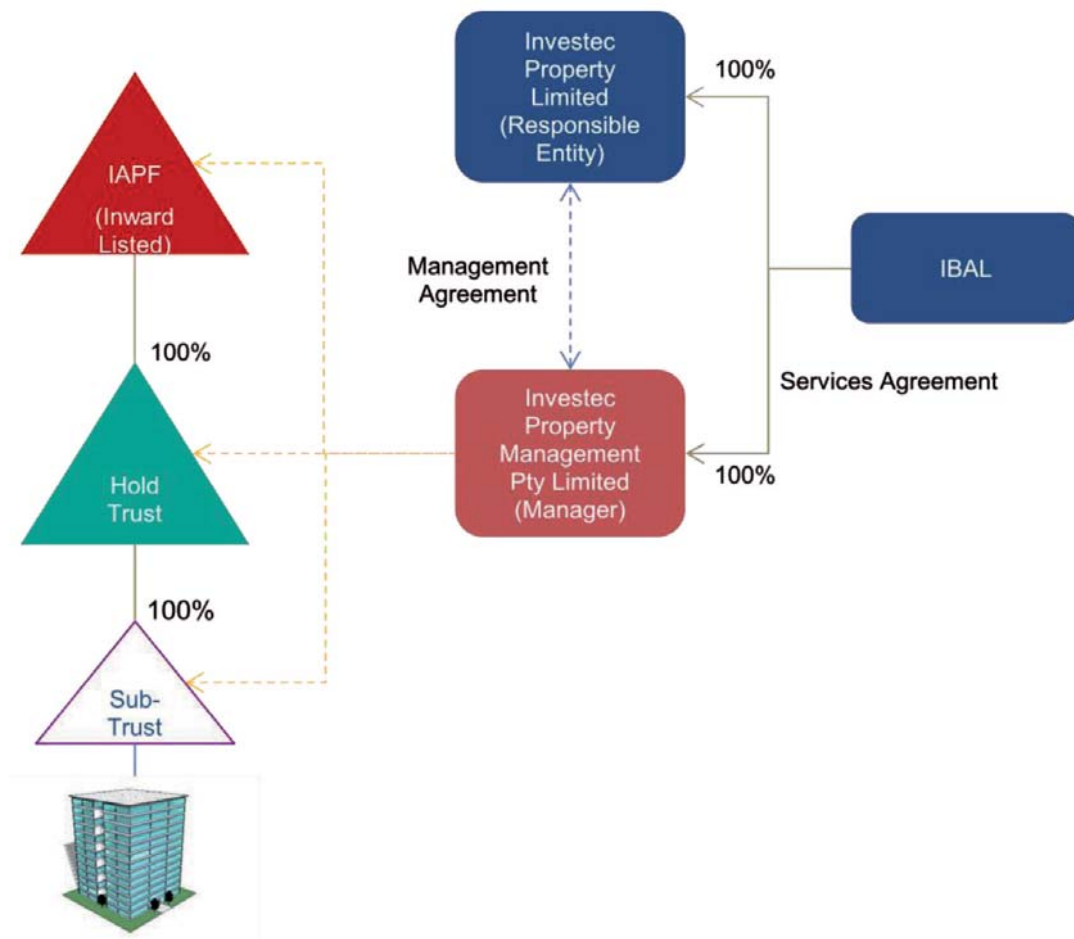 Investec
Property
Limited
(Responsible
Entity)
100%
IAPF
(Inward
Listed)
IBAL
Management
Agreement
100%
Services Agreement
Investec
Property
Management
Pty Limited
(Manager)
100%
Hold
Trust
100%
Sub-
Trust